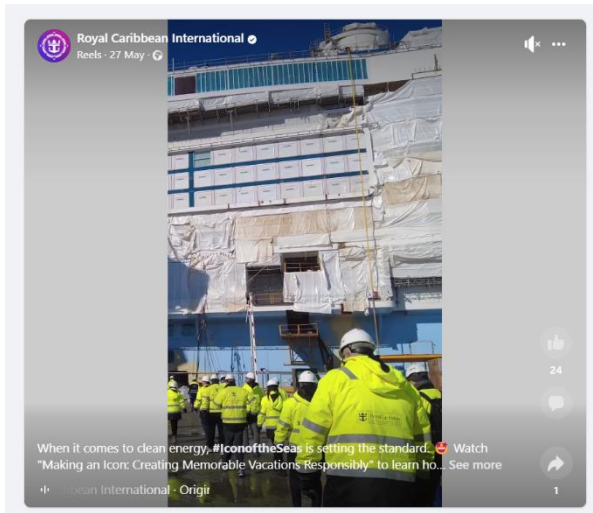 Royal Caribbean International
Reels · 27 May ·
When it comes to clean energy, #IconoftheSeas is setting the standard. 🤩 Watch
"Making an Icon: Creating Memorable Vacations Responsibly" to learn ho... See more
24
International · Origi
1